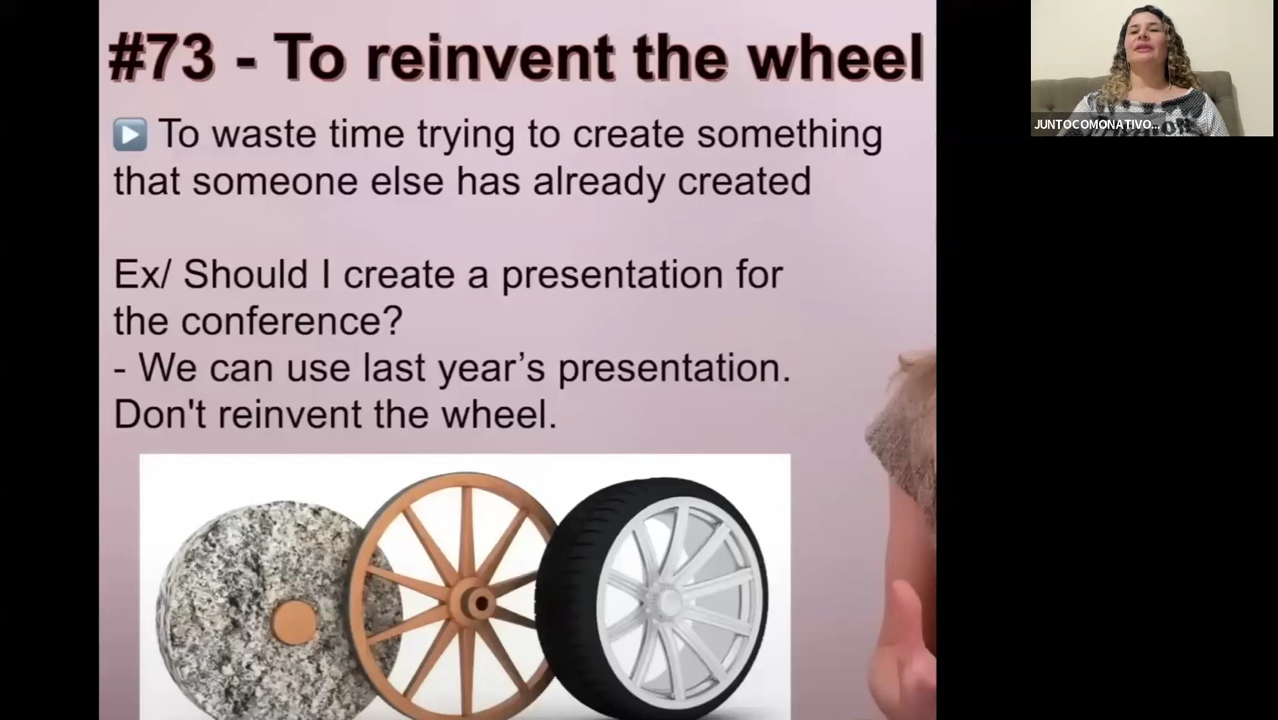 #73 - To reinvent the wheel
▶ To waste time trying to create something
that someone else has already created
Ex/ Should I create a presentation for
the conference?
- We can use last year’s presentation.
Don't reinvent the wheel.
JUNTOCOMONATIVO...